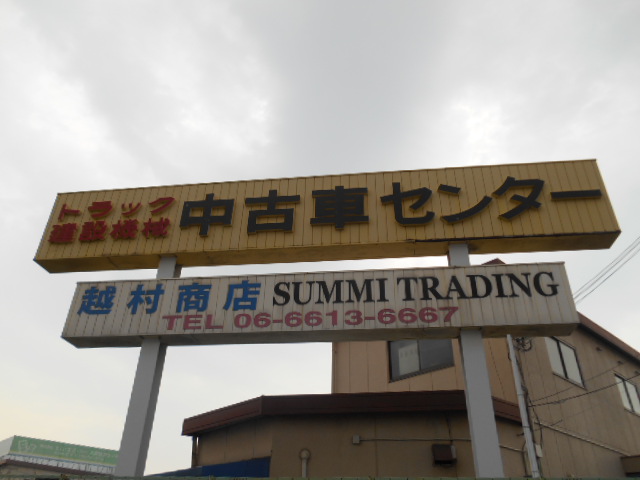 トラック
建設機械
中古車センター
越村商店 SUMMI TRADING
TEL 06-6613-6667